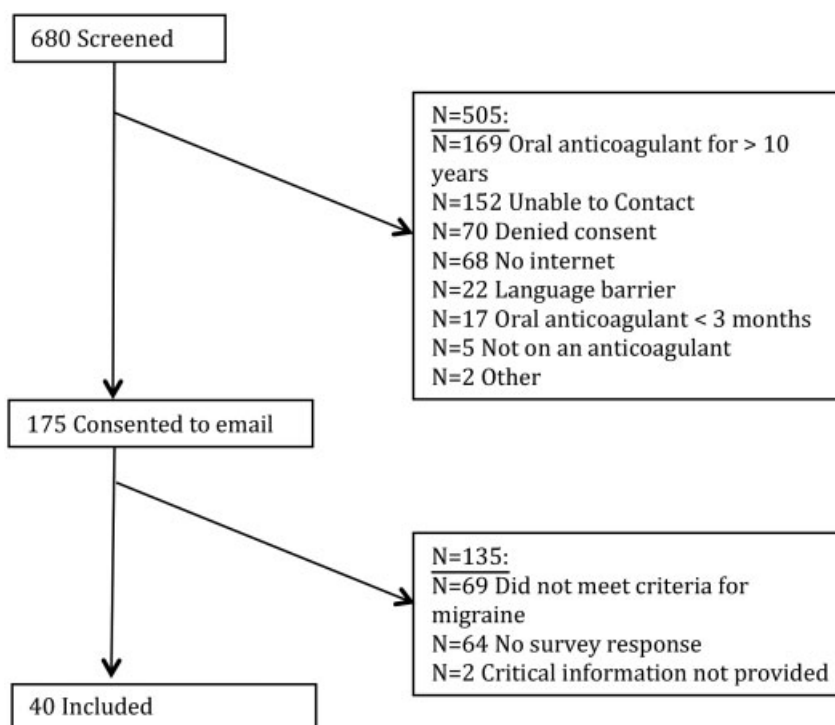 680 Screened
N=505:
N=169 Oral anticoagulant for > 10
years
N=152 Unable to Contact
N=70 Denied consent
N=68 No internet
N=22 Language barrier
N=17 Oral anticoagulant < 3 months
N=5 Not on an anticoagulant
N=2 Other
175 Consented to email
N=135:
N=69 Did not meet criteria for
migraine
N=64 No survey response
N=2 Critical information not provided
40 Included